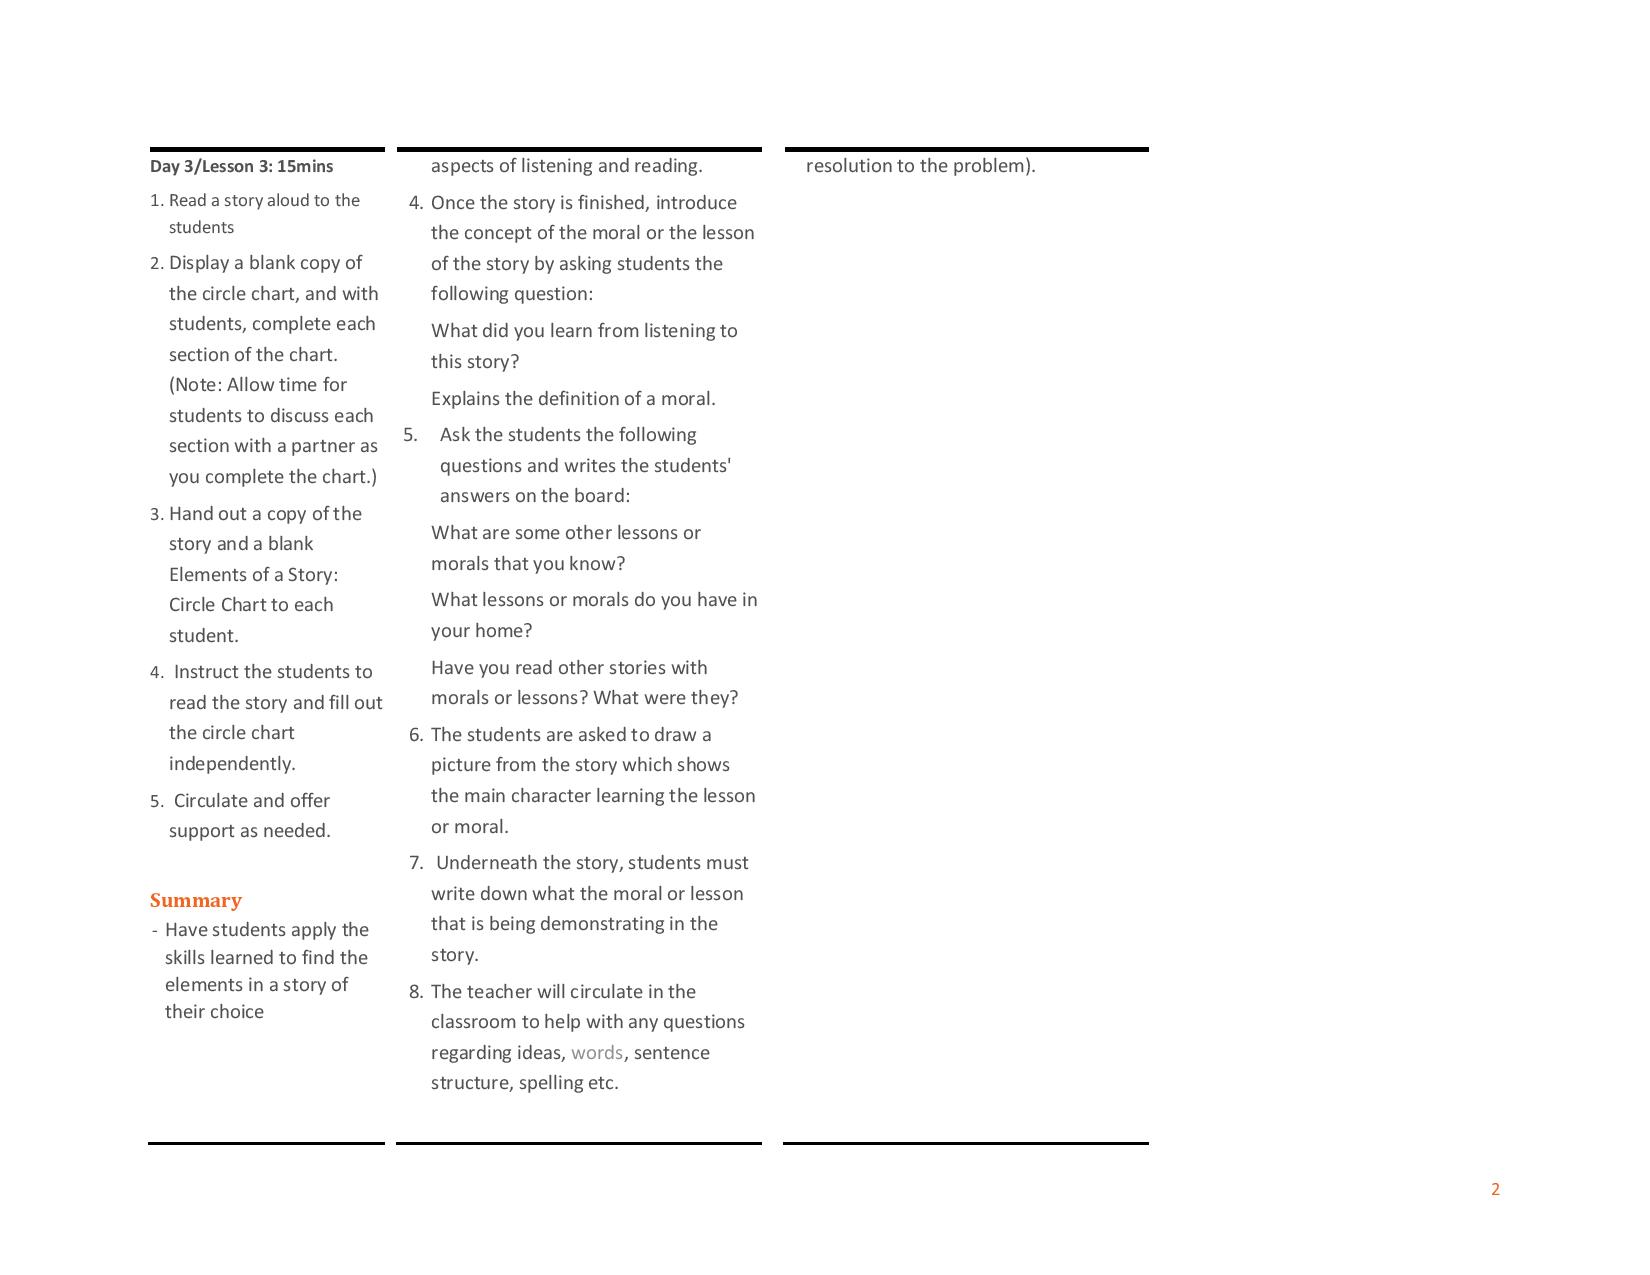 Day 3/Lesson 3: 15mins
1. Read a story aloud to the
students
2. Display a blank copy of
the circle chart, and with
students, complete each
section of the chart.
(Note: Allow time for
students to discuss each
section with a partner as
you complete the chart.)
3. Hand out a copy of the
story and a blank
Elements of a Story:
Circle Chart to each
student.
4. Instruct the students to
read the story and fill out
the circle chart
independently.
5. Circulate and offer
support as needed.
Summary
- Have students apply the
skills learned to find the
elements in a story of
their choice
aspects of listening and reading.
4. Once the story is finished, introduce
the concept of the moral or the lesson
of the story by asking students the
following question:
What did you learn from listening to
this story?
Explains the definition of a moral.
5. Ask the students the following
questions and writes the students'
answers on the board:
What are some other lessons or
morals that you know?
What lessons or morals do you have in
your home?
Have you read other stories with
morals or lessons? What were they?
6. The students are asked to draw a
picture from the story which shows
the main character learning the lesson
or moral.
7. Underneath the story, students must
write down what the moral or lesson
that is being demonstrating in the
story.
8. The teacher will circulate in the
classroom to help with any questions
regarding ideas, words, sentence
structure, spelling etc.
resolution to the problem).
2